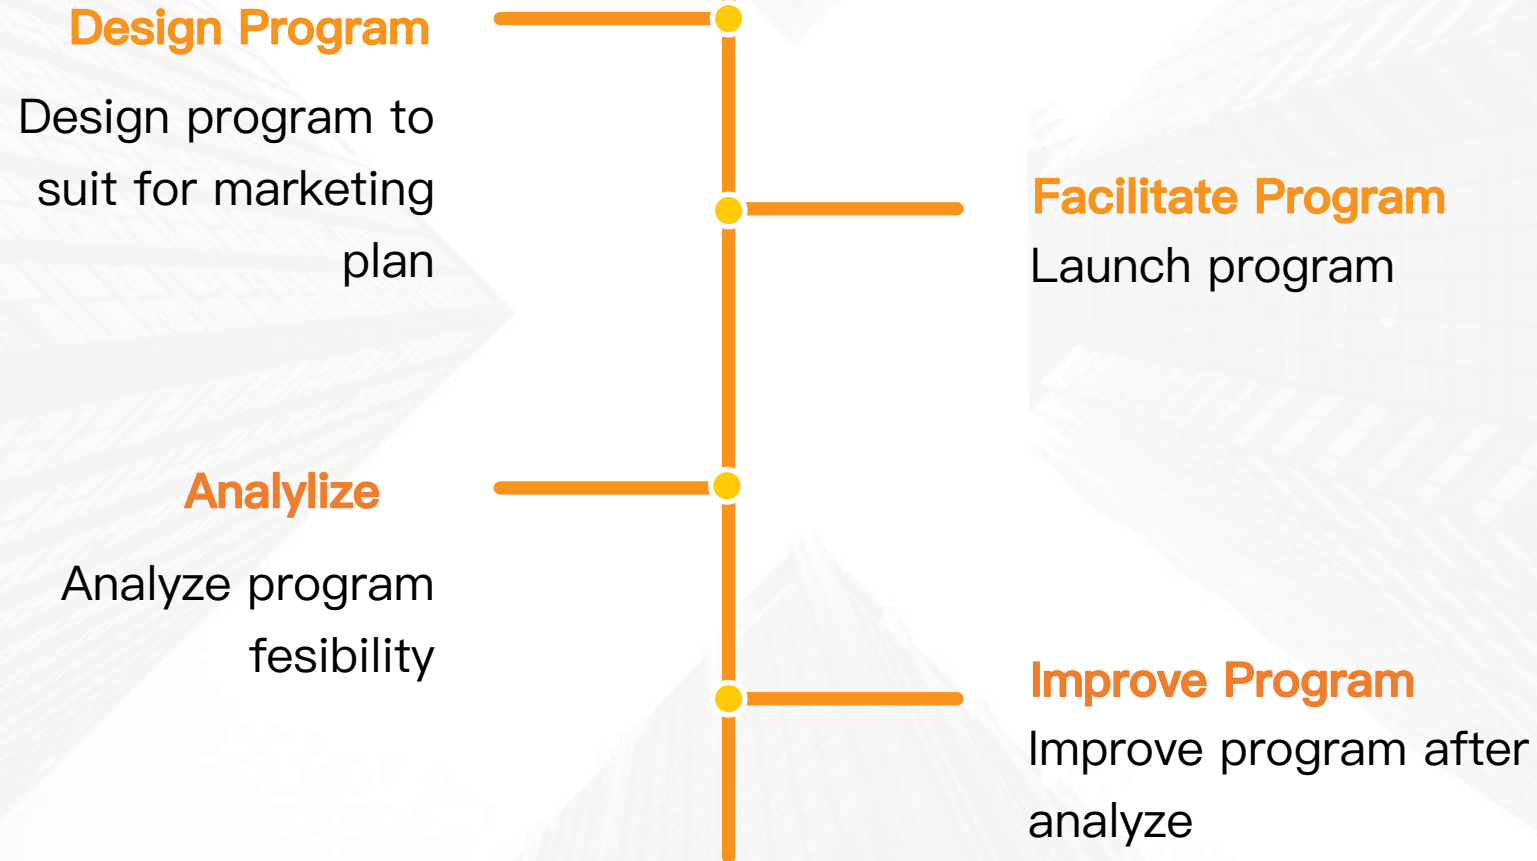 Design Program
Design program to
suit for marketing
plan
Facilitate Program
Launch program
Analylize
Analyze program
fesibility
Improve Program
Improve program after
analyze